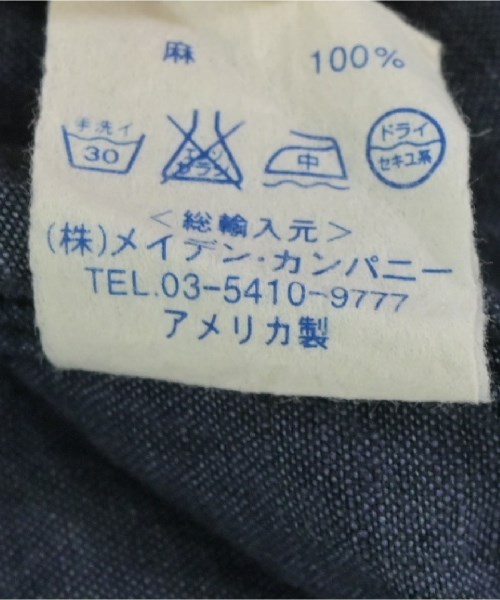 麻 100%
手洗イ
30
エンソ
サラシ
中
ドライ
セキユ系
<総輸入元>
(株)メイデン・カンパニー
TEL.03-5410-9777
アメリカ製